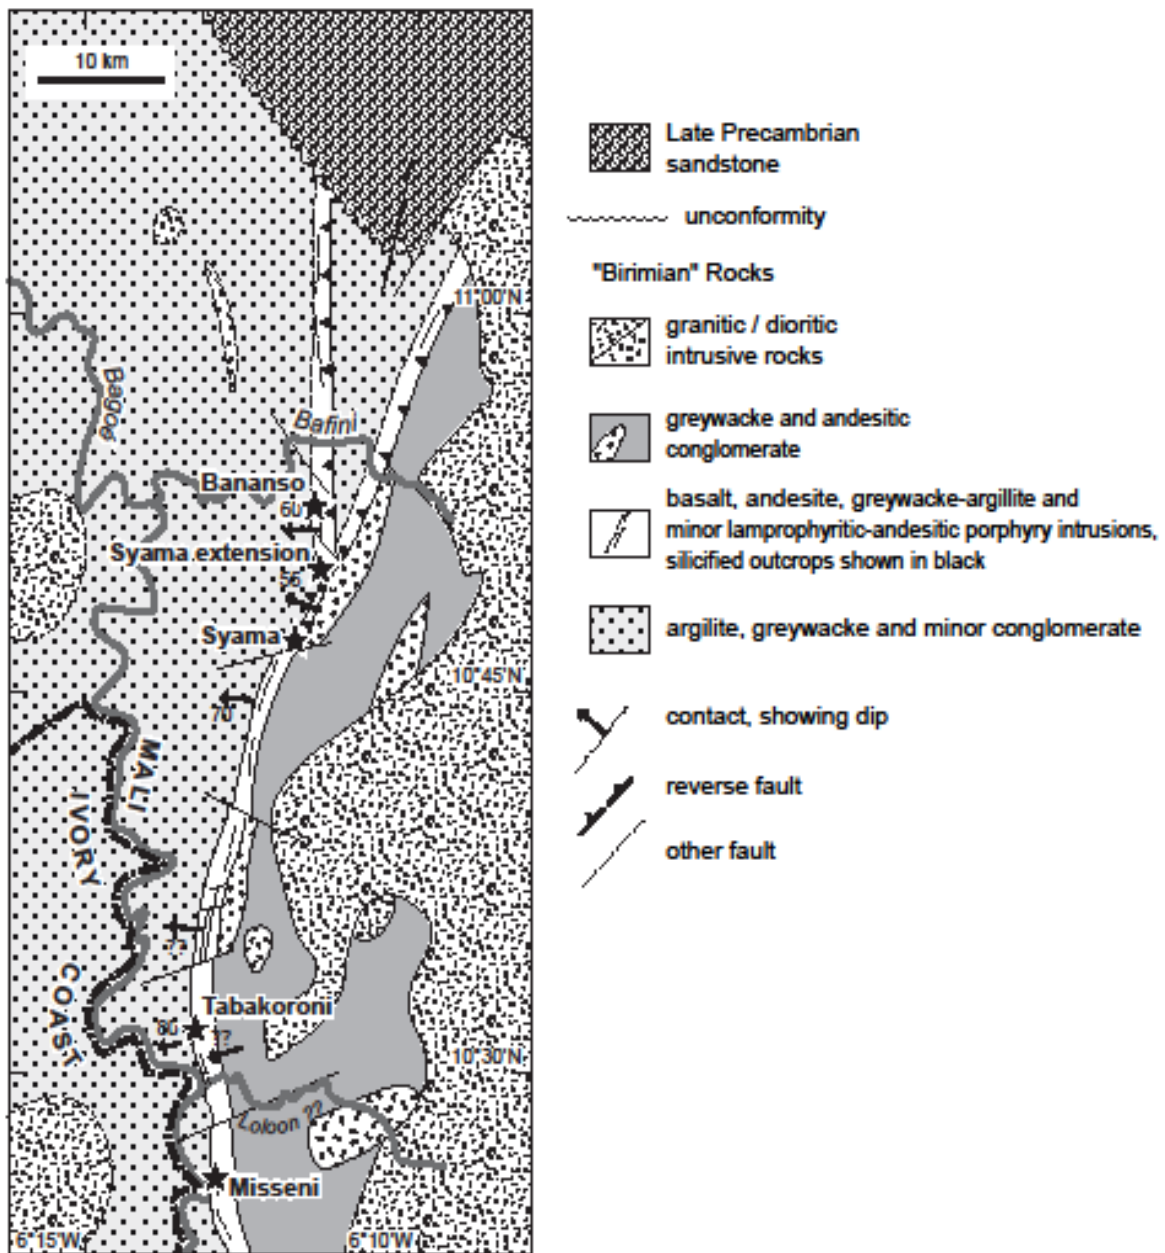 10 km
11°00'N
Bagoé
Bafini
Bananso
60
Syama.extension
56
Syama
10°45'N
70
MALI
IVORY
COAST
??
Tabakoroni
80
??
10°30'N
Loloon ??
Misseni
6°15'W
6°10'W
Late Precambrian
sandstone
unconformity
"Birimian" Rocks
granitic / dioritic
intrusive rocks
greywacke and andesitic
conglomerate
basalt, andesite, greywacke-argillite and
minor lamprophyritic-andesitic porphyry intrusions,
silicified outcrops shown in black
argilite, greywacke and minor conglomerate
contact, showing dip
reverse fault
other fault